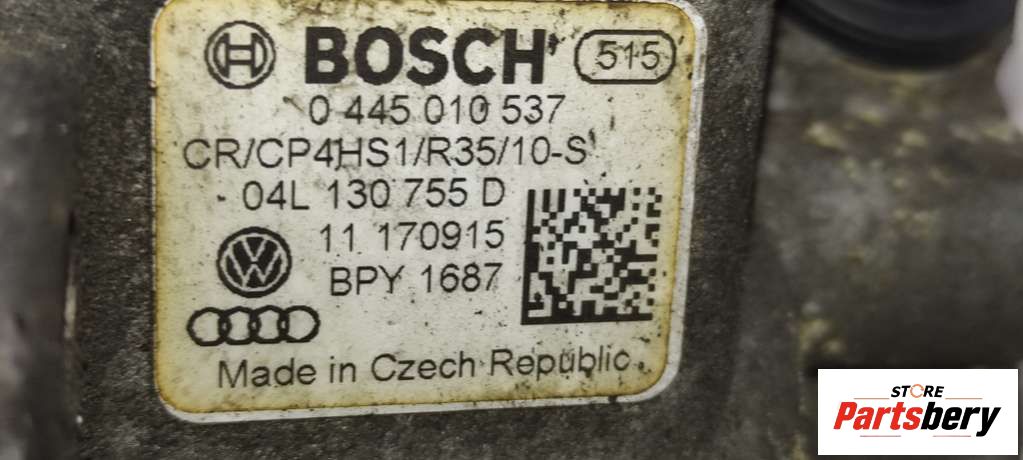 BOSCH 515
0 445 010 537
CR/CP4HS1/R35/10-S
04L 130 755 D
11 170915
BPY 1687
Made in Czech Republic
STORE
Partsbery